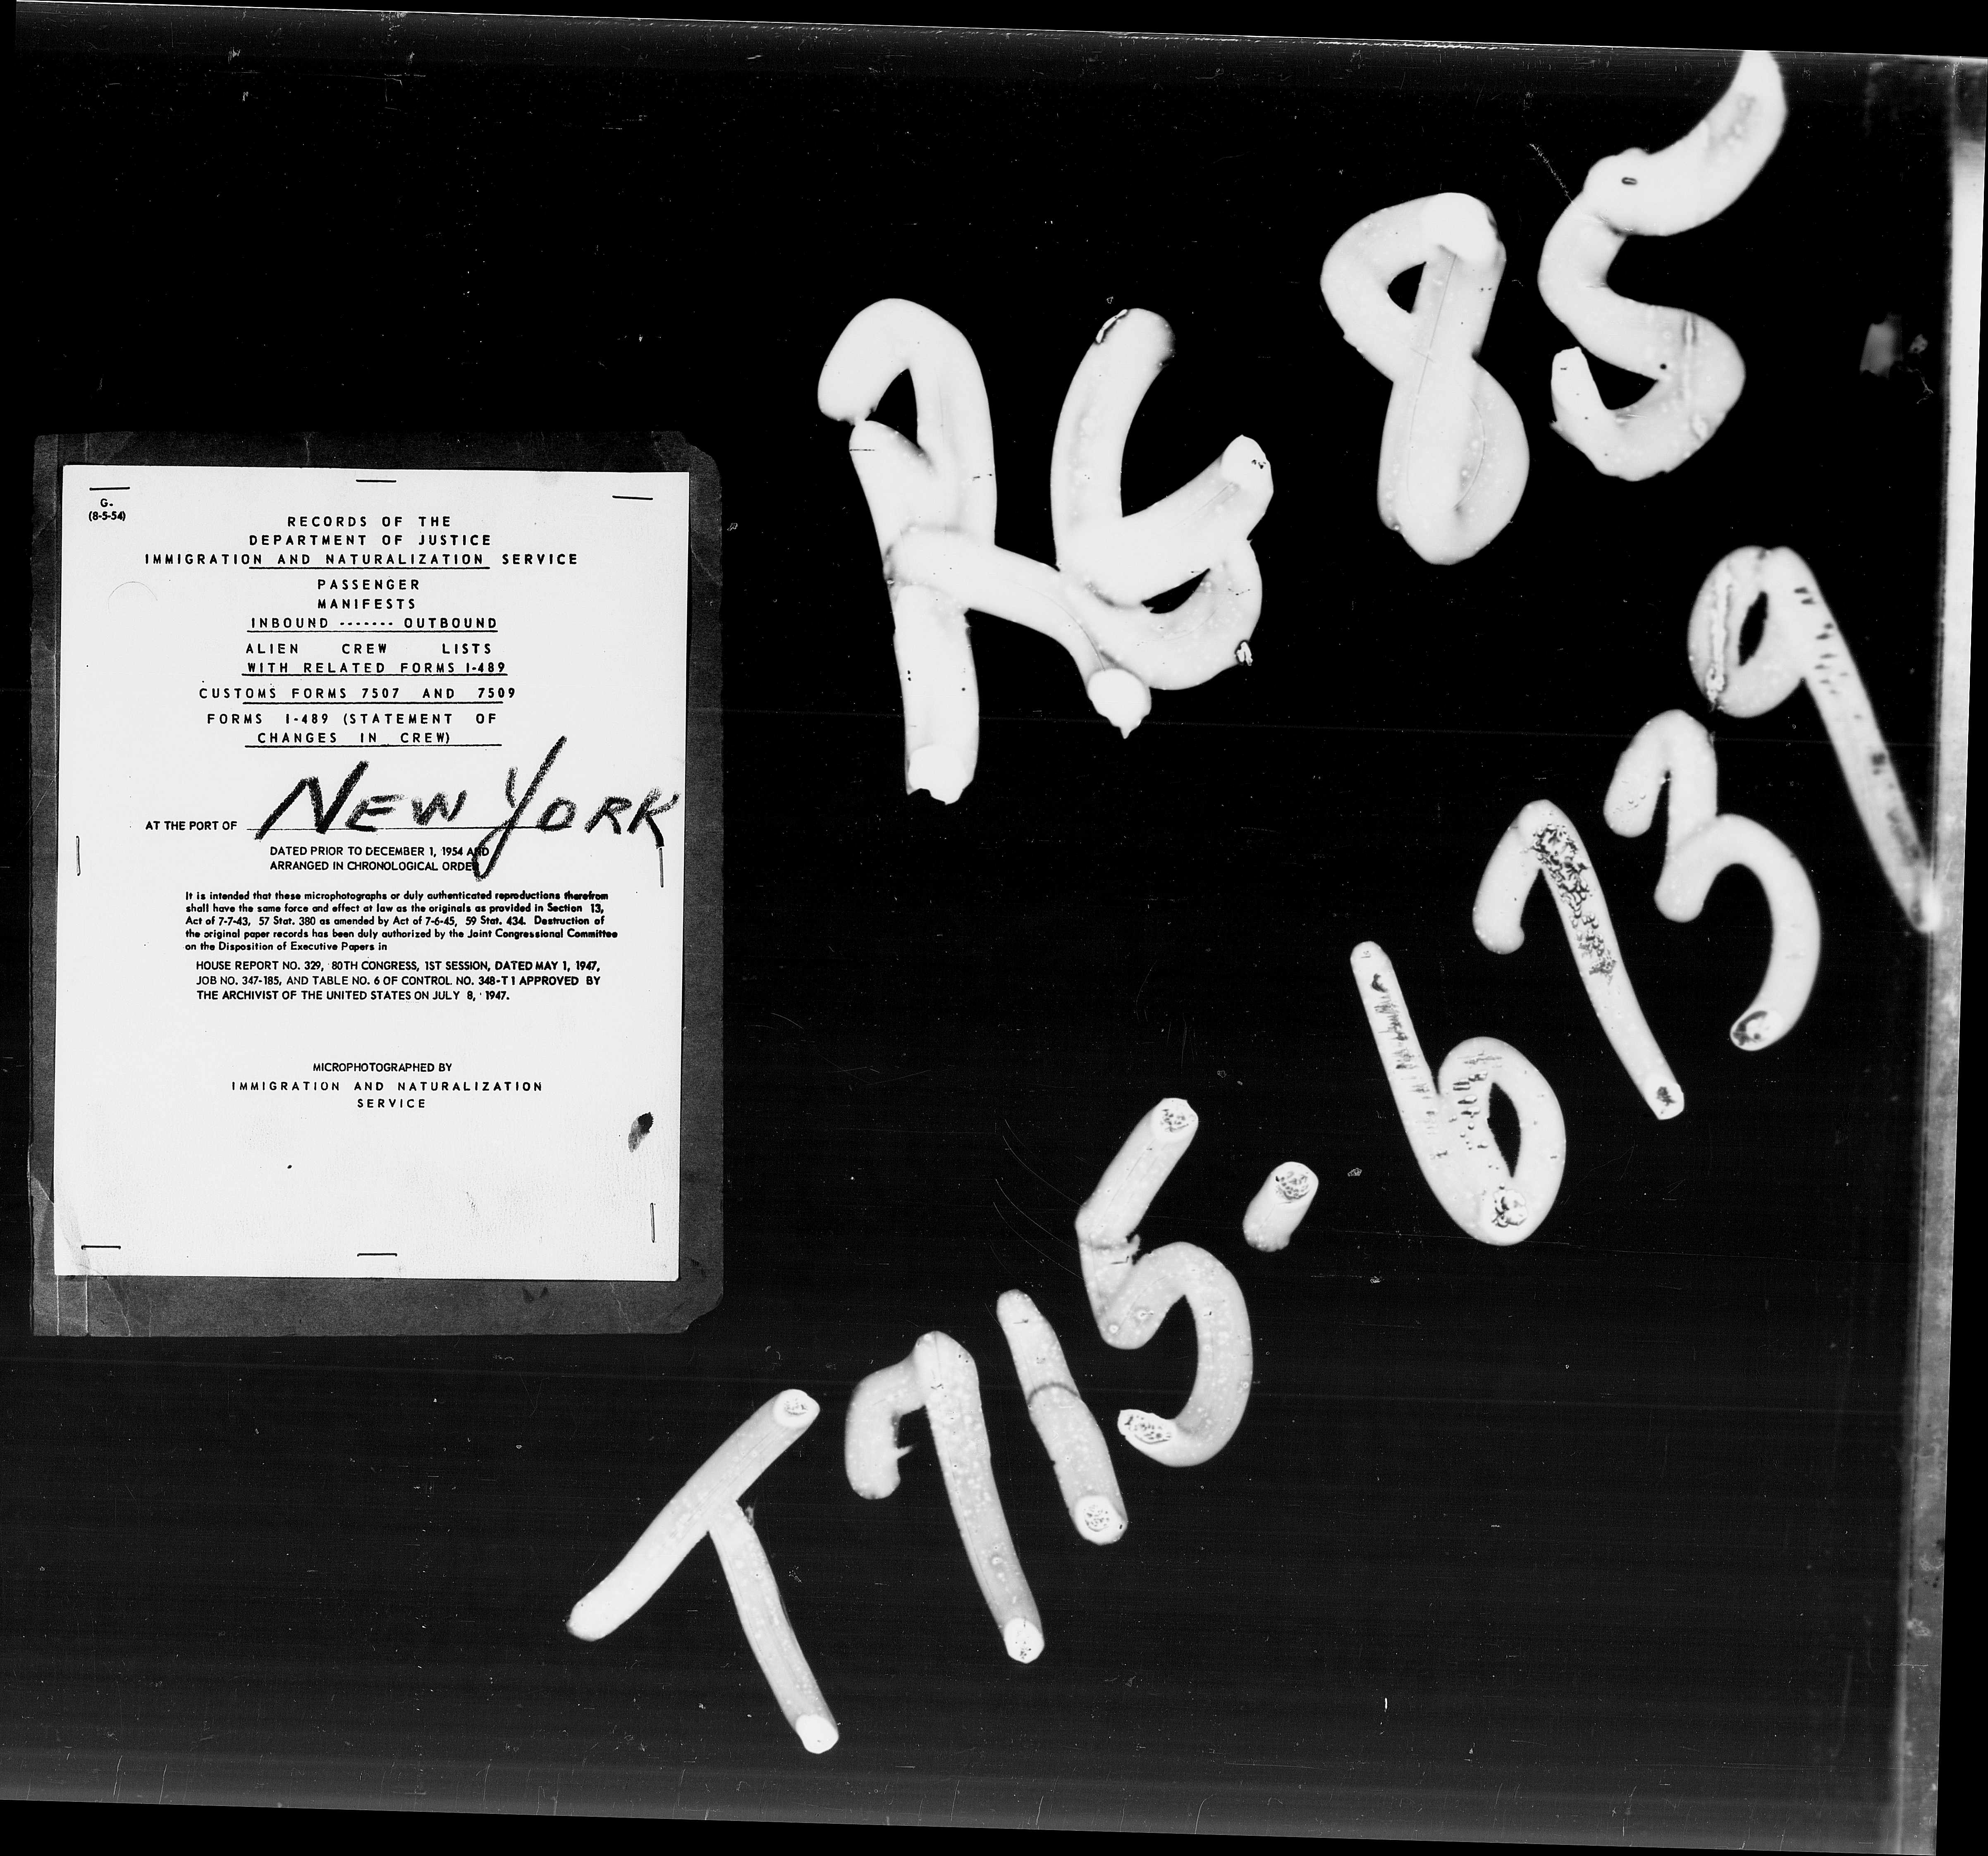 RG 85
G-
(8-5-54)
RECORDS OF THE
DEPARTMENT OF JUSTICE
IMMIGRATION AND NATURALIZATION SERVICE
PASSENGER
MANIFESTS
INBOUND ------- OUTBOUND
ALIEN CREW LISTS
WITH RELATED FORMS I-489
CUSTOMS FORMS 7507 AND 7509
FORMS I-489 (STATEMENT OF
CHANGES IN CREW)
AT THE PORT OF NEW YORK
DATED PRIOR TO DECEMBER 1, 1954 AND
ARRANGED IN CHRONOLOGICAL ORDER
It is intended that these microphotographs or duly authenticated reproductions therefrom
shall have the same force and effect at law as the originals as provided in Section 13,
Act of 7-7-43, 57 Stat. 380 as amended by Act of 7-6-45, 59 Stat. 434. Destruction of
the original paper records has been duly authorized by the Joint Congressional Committee
on the Disposition of Executive Papers in
HOUSE REPORT NO. 329, 80TH CONGRESS, 1ST SESSION, DATED MAY 1, 1947,
JOB NO. 347-185, AND TABLE NO. 6 OF CONTROL NO. 348-T 1 APPROVED BY
THE ARCHIVIST OF THE UNITED STATES ON JULY 8, 1947.
MICROPHOTOGRAPHED BY
IMMIGRATION AND NATURALIZATION
SERVICE
T715-6739